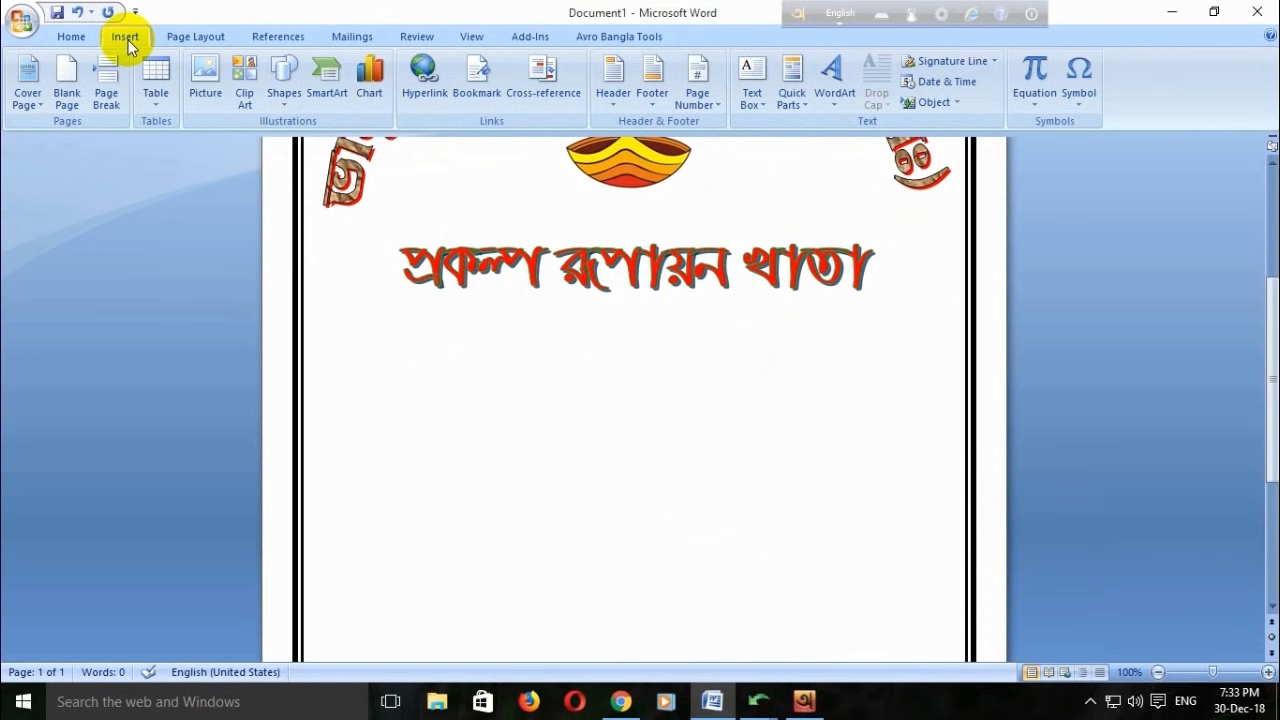 Document1 - Microsoft Word
English
Home Insert Page Layout References Mailings Review View Add-Ins Avro Bangla Tools
Cover Page Blank Page Page Break Table Picture Clip Art Shapes SmartArt Chart Hyperlink Bookmark Cross-reference Header Footer Page Number Text Box Quick Parts WordArt Drop Cap Signature Line Date & Time Object Equation Symbol
Pages Tables Illustrations Links Header & Footer Text Symbols
প্রকল্প রূপায়ন খাতা
Page: 1 of 1 Words: 0 English (United States) 100%
Search the web and Windows ENG 7:33 PM
30-Dec-18